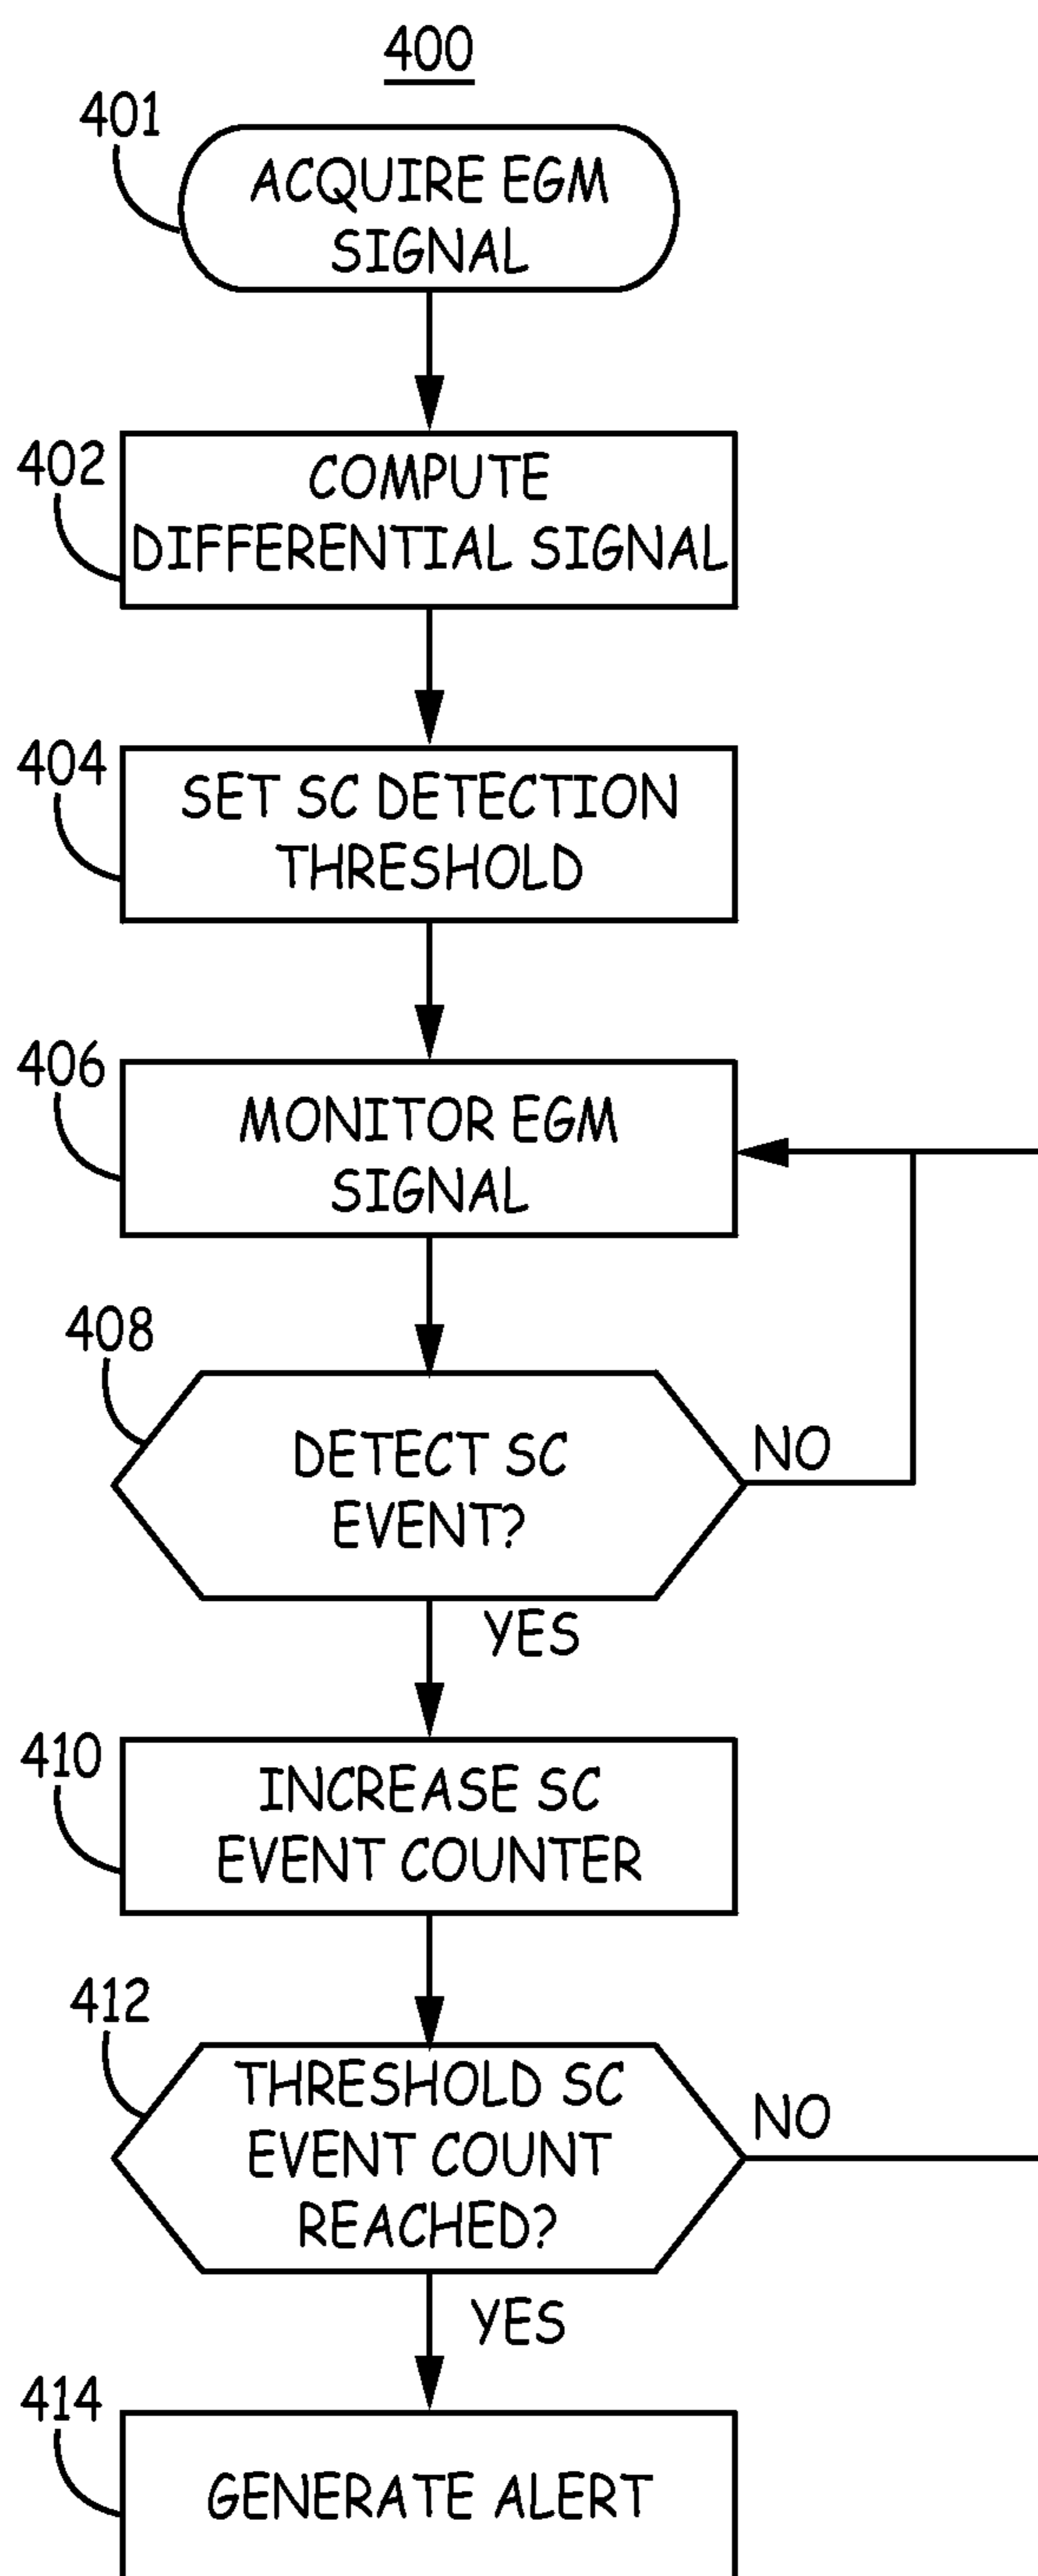 400
401
ACQUIRE EGM
SIGNAL
402
COMPUTE
DIFFERENTIAL SIGNAL
404
SET SC DETECTION
THRESHOLD
406
MONITOR EGM
SIGNAL
408
DETECT SC
EVENT?
NO
YES
410
INCREASE SC
EVENT COUNTER
412
THRESHOLD SC
EVENT COUNT
REACHED?
NO
YES
414
GENERATE ALERT